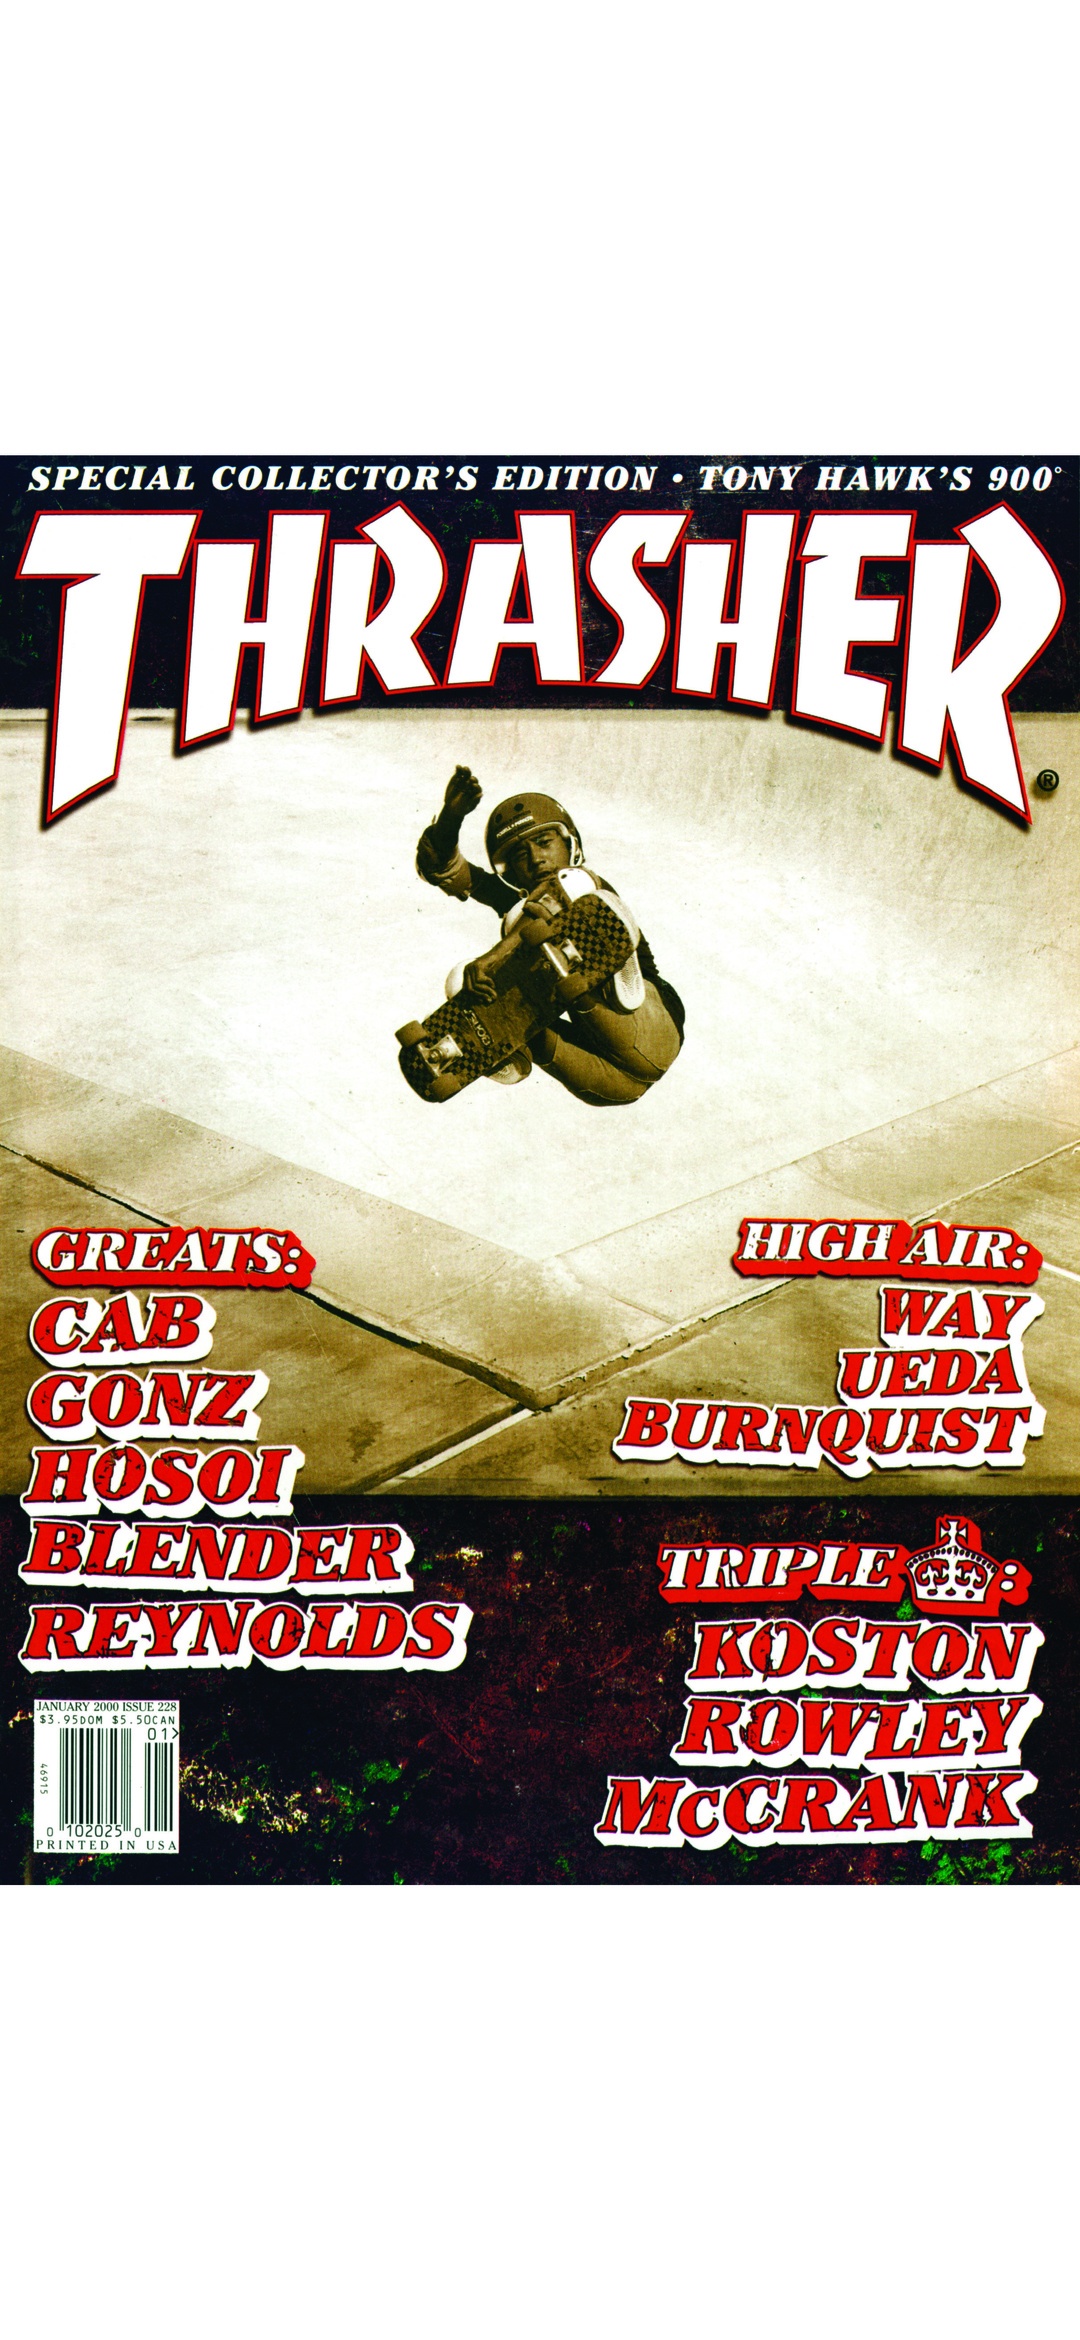 SPECIAL COLLECTOR'S EDITION • TONY HAWK'S 900°
THRASHER®
GREATS:
CAB
GONZ
HOSOI
BLENDER
REYNOLDS
HIGH AIR:
WAY
UEDA
BURNQUIST
TRIPLE :
KOSTON
ROWLEY
McCRANK
JANUARY 2000 ISSUE 228
$3.95DOM $5.50CAN
01>
46915
0 102025 0
PRINTED IN USA